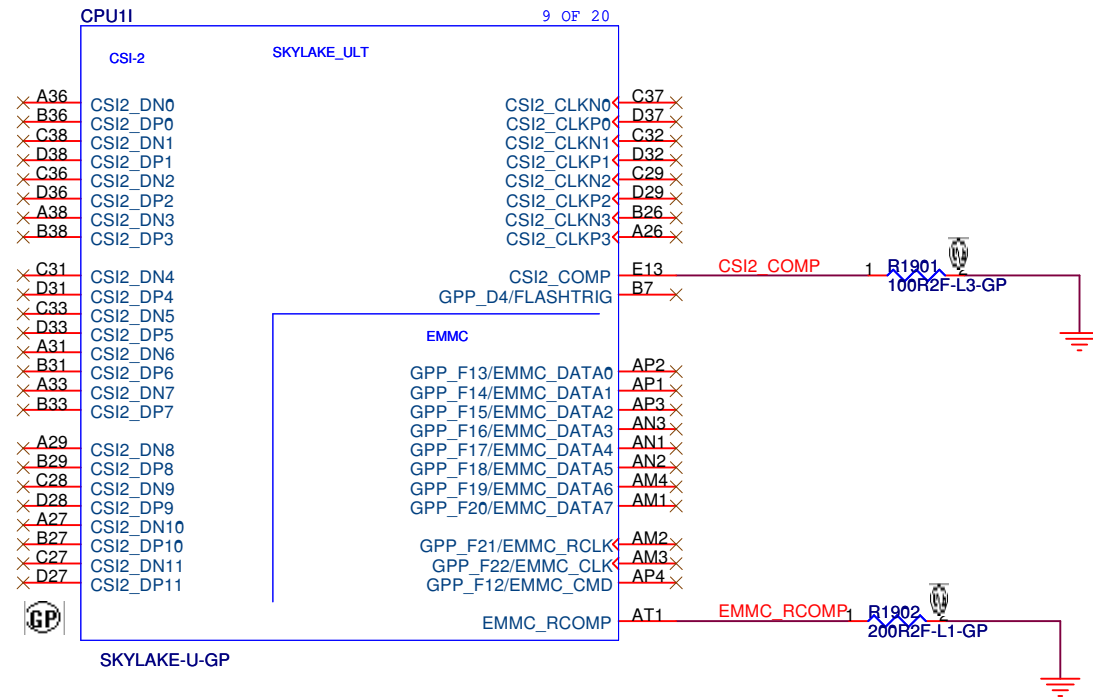 CPU1I 9 OF 20
CSI-2 SKYLAKE_ULT
A36 CSI2_DN0 CSI2_CLKN0 C37
B36 CSI2_DP0 CSI2_CLKP0 D37
C38 CSI2_DN1 CSI2_CLKN1 C32
D38 CSI2_DP1 CSI2_CLKP1 D32
C36 CSI2_DN2 CSI2_CLKN2 C29
D36 CSI2_DP2 CSI2_CLKP2 D29
A38 CSI2_DN3 CSI2_CLKN3 B26
B38 CSI2_DP3 CSI2_CLKP3 A26
C31 CSI2_DN4 CSI2_COMP E13 CSI2_COMP 1 R1901 2
D31 CSI2_DP4 GPP_D4/FLASHTRIG B7 100R2F-L3-GP
C33 CSI2_DN5
D33 CSI2_DP5 EMMC
A31 CSI2_DN6
B31 CSI2_DP6 GPP_F13/EMMC_DATA0 AP2
A33 CSI2_DN7 GPP_F14/EMMC_DATA1 AP1
B33 CSI2_DP7 GPP_F15/EMMC_DATA2 AP3
GPP_F16/EMMC_DATA3 AN3
A29 CSI2_DN8 GPP_F17/EMMC_DATA4 AN1
B29 CSI2_DP8 GPP_F18/EMMC_DATA5 AN2
C28 CSI2_DN9 GPP_F19/EMMC_DATA6 AM4
D28 CSI2_DP9 GPP_F20/EMMC_DATA7 AM1
A27 CSI2_DN10
B27 CSI2_DP10 GPP_F21/EMMC_RCLK AM2
C27 CSI2_DN11 GPP_F22/EMMC_CLK AM3
D27 CSI2_DP11 GPP_F12/EMMC_CMD AP4
GP EMMC_RCOMP AT1 EMMC_RCOMP 1 R1902 2
200R2F-L1-GP
SKYLAKE-U-GP